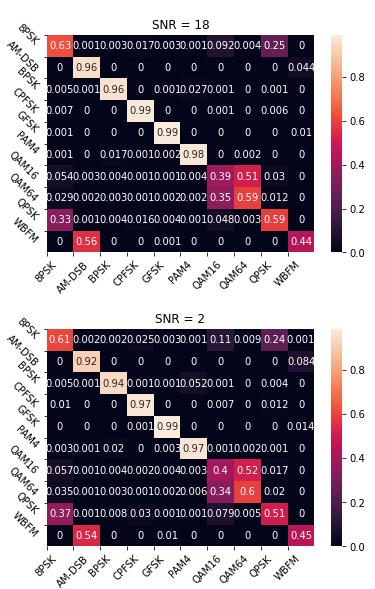 SNR = 18
8PSK 0.63 0.001 0.003 0.017 0.003 0.001 0.092 0.004 0.25 0
AM-DSB 0 0.96 0 0 0 0 0 0 0 0.044
BPSK 0.005 0.001 0.96 0 0 0.027 0.001 0 0.001 0
CPFSK 0.007 0 0 0.99 0 0 0.001 0 0.006 0
GFSK 0.001 0 0 0 0.99 0 0 0 0 0.01
PAM4 0.001 0 0.017 0.001 0 0.98 0 0.002 0 0
QAM16 0.054 0.003 0.004 0.001 0.001 0.004 0.39 0.51 0.03 0
QAM64 0.029 0.002 0.003 0.001 0.001 0.002 0.35 0.59 0.012 0
QPSK 0.33 0.001 0.004 0.016 0.004 0.001 0.048 0.003 0.59 0
WBFM 0 0.56 0 0 0.001 0 0 0 0 0.44
8PSK AM-DSB BPSK CPFSK GFSK PAM4 QAM16 QAM64 QPSK WBFM
0.8
0.6
0.4
0.2
0.0
SNR = 2
8PSK 0.61 0.002 0.002 0.025 0.003 0.001 0.11 0.009 0.24 0.001
AM-DSB 0 0.92 0 0 0 0 0 0 0 0.084
BPSK 0.005 0.001 0.94 0.001 0.001 0.052 0.001 0 0.004 0
CPFSK 0.01 0 0 0.97 0 0 0.007 0 0.012 0
GFSK 0 0 0 0.001 0.99 0 0 0 0 0.014
PAM4 0.003 0.001 0.02 0 0.003 0.97 0.001 0.002 0.001 0
QAM16 0.057 0.001 0.004 0.002 0.004 0.003 0.4 0.52 0.017 0
QAM64 0.035 0.001 0.003 0.001 0.002 0.006 0.34 0.6 0.02 0
QPSK 0.37 0.001 0.008 0.03 0.001 0.001 0.079 0.005 0.51 0
WBFM 0 0.54 0 0 0.01 0 0 0 0 0.45
8PSK AM-DSB BPSK CPFSK GFSK PAM4 QAM16 QAM64 QPSK WBFM
0.8
0.6
0.4
0.2
0.0